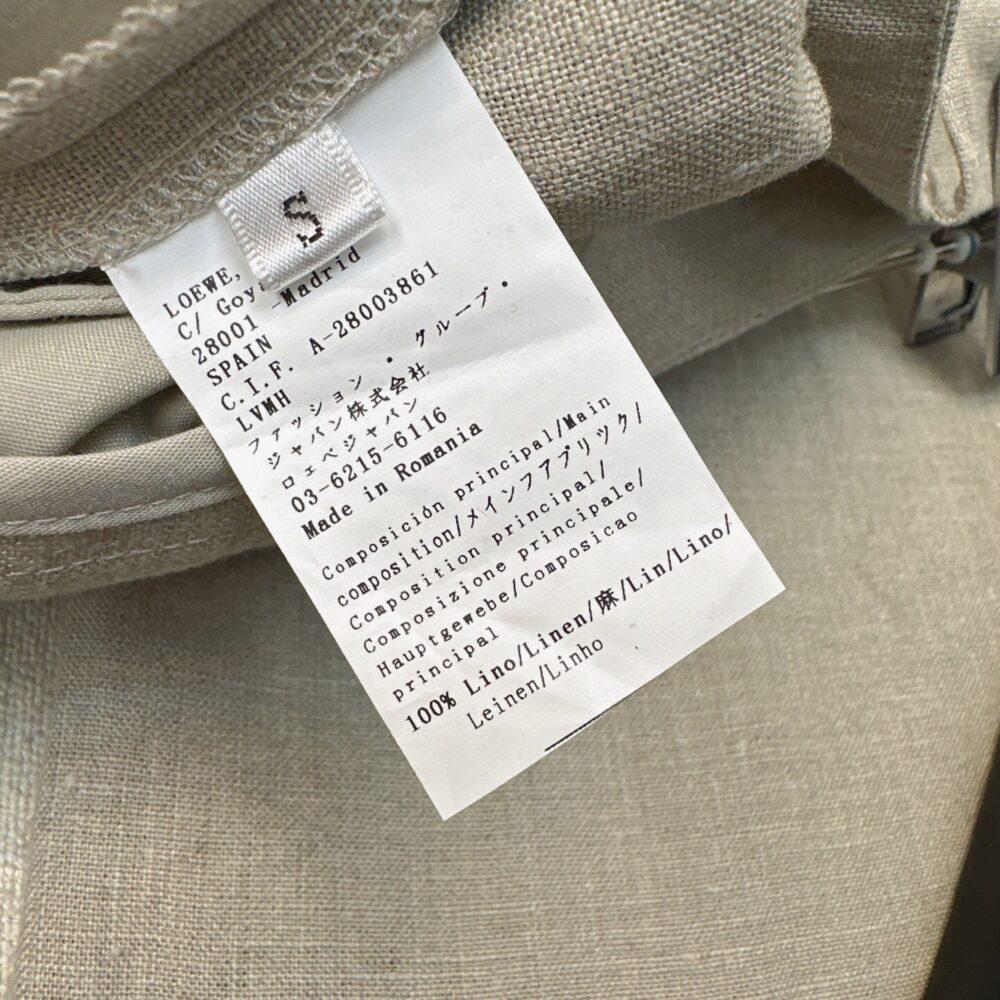 S
LOEWE,
C/ Goy
28001 -Madrid
SPAIN
C.I.F. A-28003861
LVMH
ファッション・グループ・
ジャパン株式会社
ロエベジャパン
03-6215-6116
Made in Romania
Composición principal/Main
composition/メインファブリック/
Composition principal/
Composizione principale/
Hauptgewebe/Composicao
principal
100% Lino/Linen/麻/Lin/Lino/
Leinen/Linho